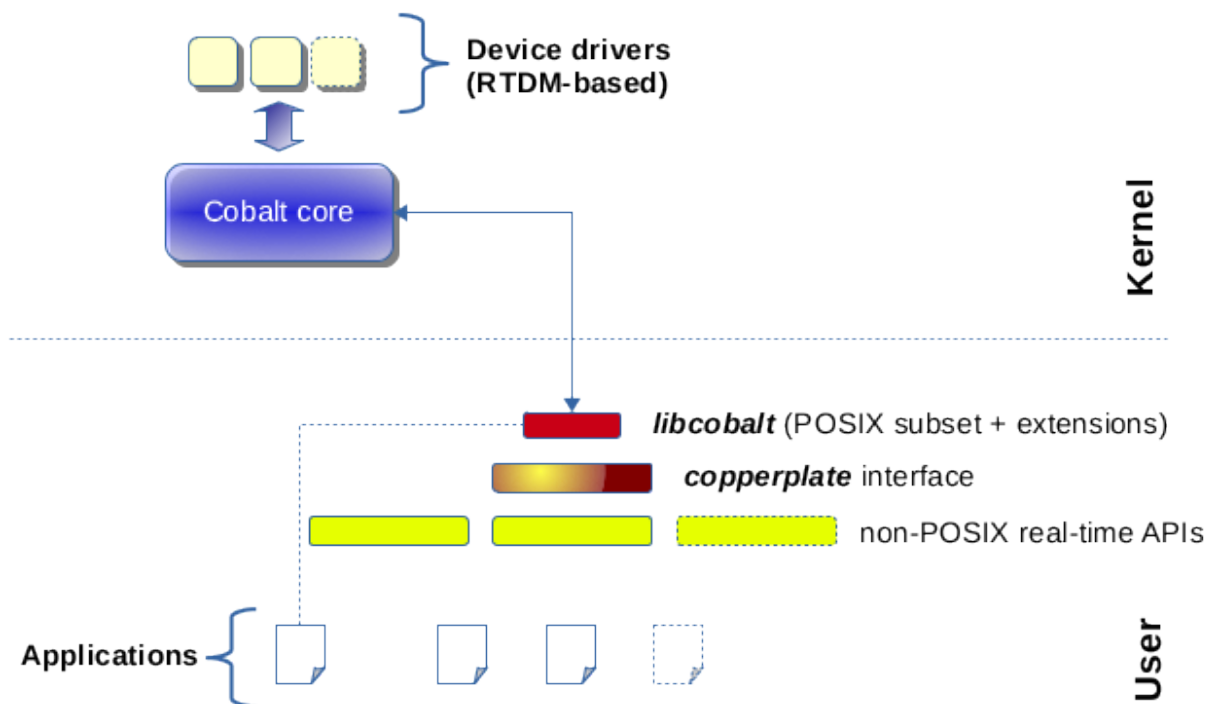 Device drivers
(RTDM-based)
Cobalt core
Kernel
libcobalt (POSIX subset + extensions)
copperplate interface
non-POSIX real-time APIs
Applications
User